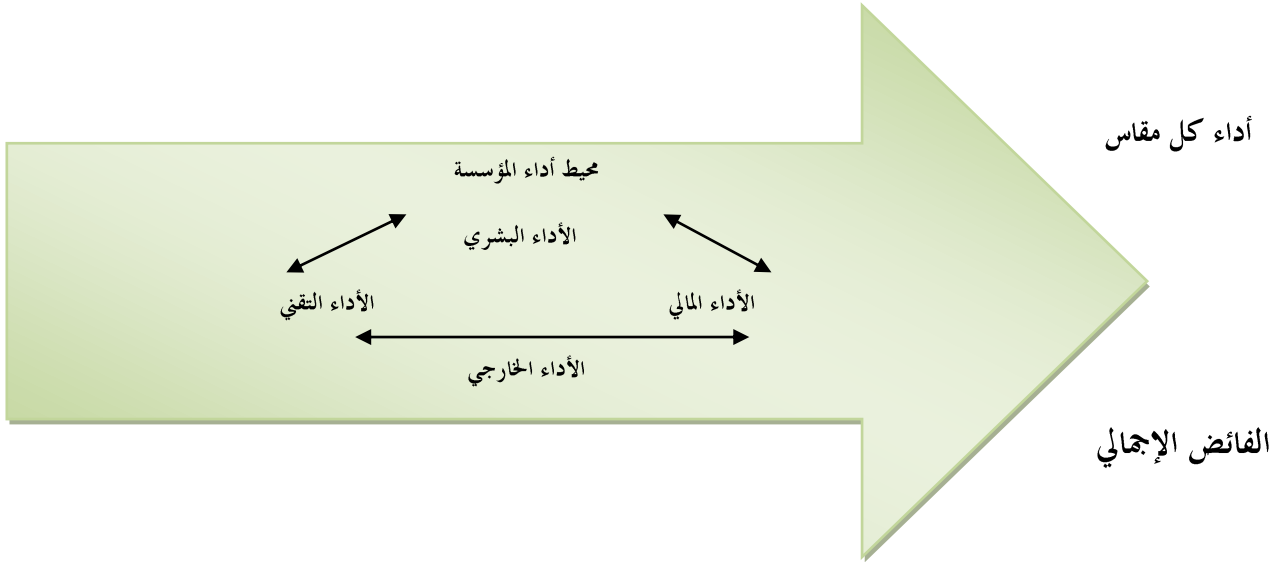 أداء كل مقاس
محيط أداء المؤسسة
الأداء البشري
الأداء المالي
الأداء التقني
الأداء الخارجي
الفائض الإجمالي